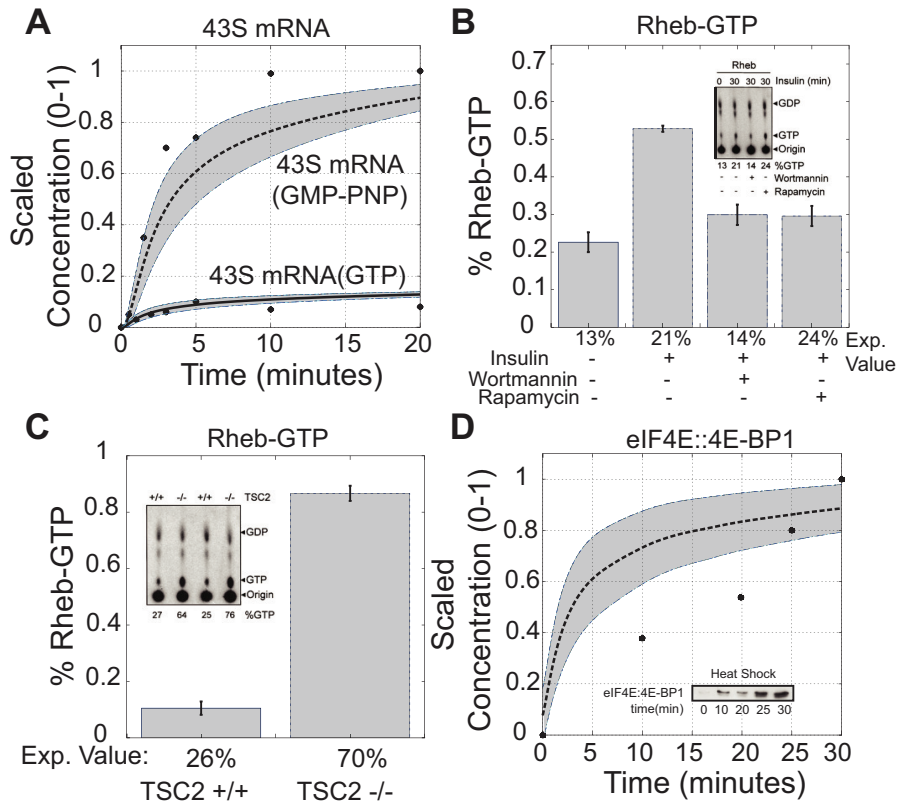 A
43S mRNA
Scaled
Concentration (0-1)
1
0.8
0.6
0.4
0.2
0
43S mRNA
(GMP-PNP)
43S mRNA(GTP)
0 5 10 15 20
Time (minutes)
B
Rheb-GTP
% Rheb-GTP
0.7
0.6
0.5
0.4
0.3
0.2
0.1
0
Rheb
0 30 30 30 Insulin (min)
GDP
GTP
Origin
13 21 14 24 %GTP
+ Wortmannin
+ Rapamycin
13% 21% 14% 24% Exp.
Value
Insulin - + + +
Wortmannin - - + -
Rapamycin - - - +
C
Rheb-GTP
% Rheb-GTP
1
0.8
0.6
0.4
0.2
0
+/+ -/- +/+ -/- TSC2
GDP
GTP
Origin
27 64 25 76 %GTP
Exp. Value: 26% 70%
TSC2 +/+ TSC2 -/-
D
eIF4E::4E-BP1
Scaled
Concentration (0-1)
1
0.8
0.6
0.4
0.2
0
Heat Shock
eIF4E:4E-BP1
time(min) 0 10 20 25 30
0 5 10 15 20 25 30
Time (minutes)